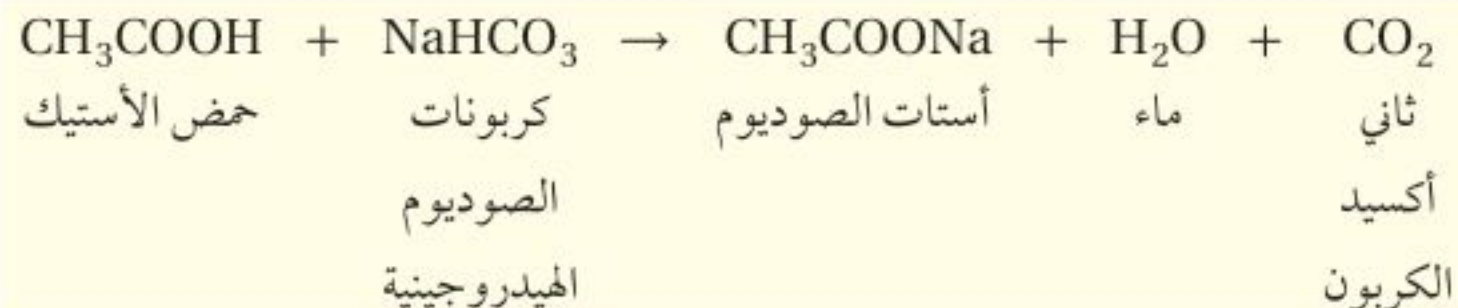 CH₃COOH + NaHCO₃ → CH₃COONa + H₂O + CO₂
حمض الأستيك كربونات أستات الصوديوم ماء ثاني
الصوديوم أكسيد
الهيدروجينية الكربون